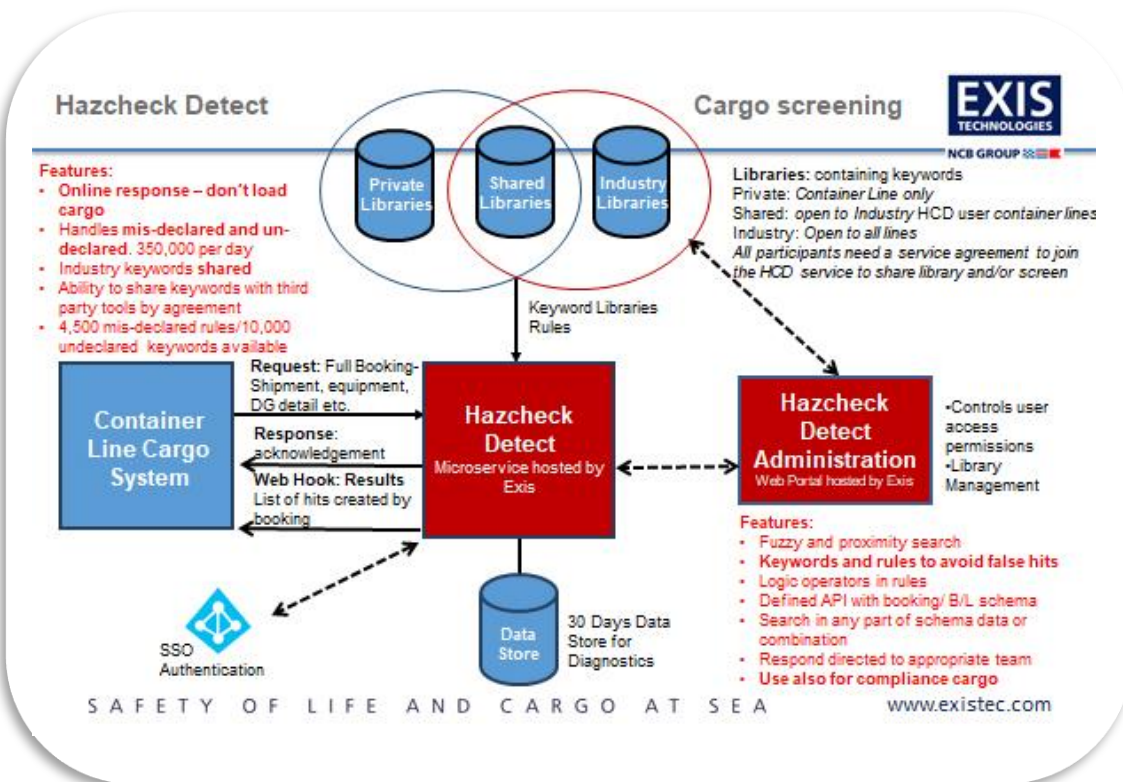 Hazcheck Detect
Cargo screening
EXIS
TECHNOLOGIES
NCB GROUP
Features:
• Online response – don't load
cargo
• Handles mis-declared and un-
declared. 350,000 per day
• Industry keywords shared
• Ability to share keywords with third
party tools by agreement
• 4,500 mis-declared rules/10,000
undeclared keywords available
Private
Libraries
Shared
Libraries
Industry
Libraries
Libraries: containing keywords
Private: Container Line only
Shared: open to Industry HCD user container lines
Industry: Open to all lines
All participants need a service agreement to join
the HCD service to share library and/or screen
Keyword Libraries
Rules
Container
Line Cargo
System
Request: Full Booking-
Shipment, equipment,
DG detail etc.
Response:
acknowledgement
Web Hook: Results
List of hits created by
booking
Hazcheck
Detect
Microservice hosted by
Exis
Hazcheck
Detect
Administration
Web Portal hosted by Exis
•Controls user
access
permissions
•Library
Management
Features:
• Fuzzy and proximity search
• Keywords and rules to avoid false hits
• Logic operators in rules
• Defined API with booking/ B/L schema
• Search in any part of schema data or
combination
• Respond directed to appropriate team
• Use also for compliance cargo
SSO
Authentication
Data
Store
30 Days Data
Store for
Diagnostics
SAFETY OF LIFE AND CARGO AT SEA
www.existec.com